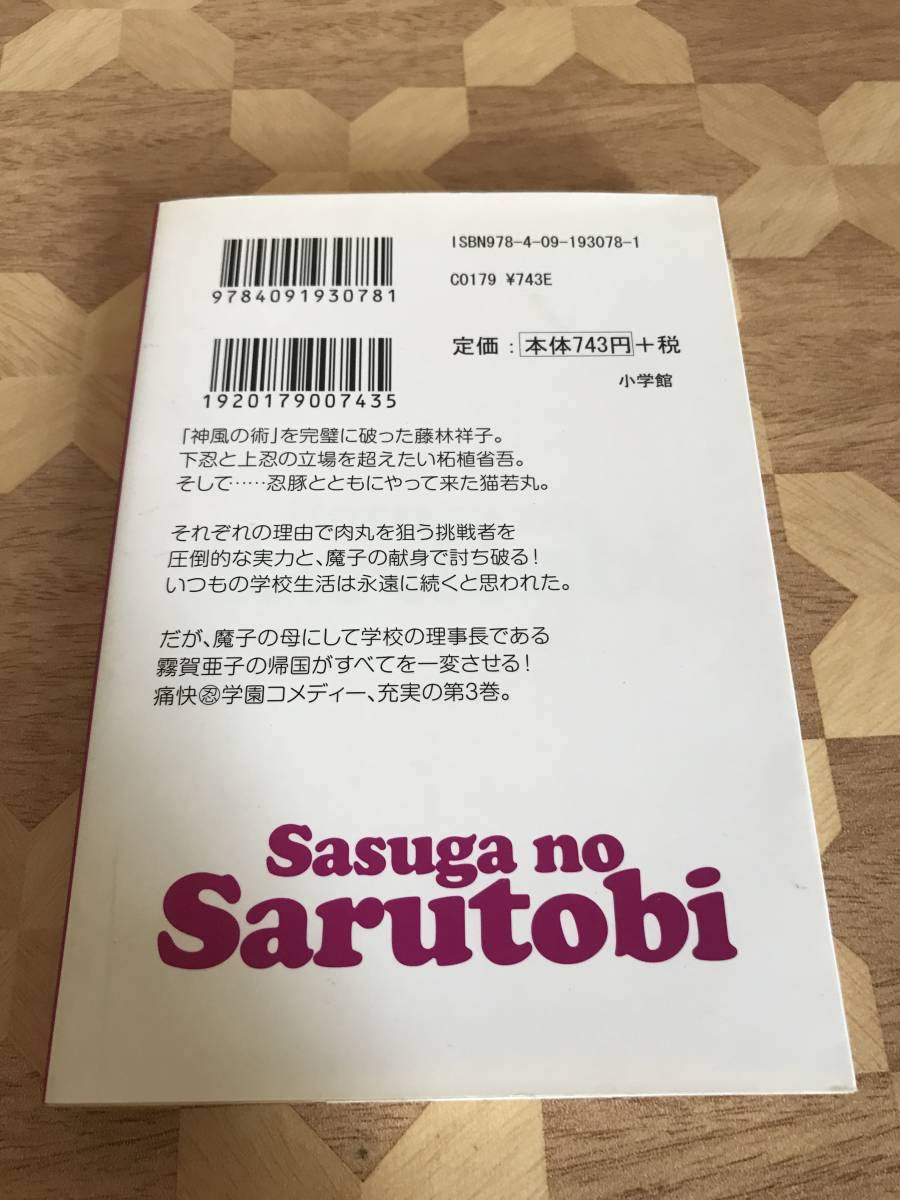 ISBN978-4-09-193078-1
9784091930781
C0179 ¥743E
定価：本体743円＋税
1920179007435
小学館
「神風の術」を完璧に破った藤林祥子。
下忍と上忍の立場を超えたい柘植省吾。
そして……忍豚とともにやって来た猫若丸。
それぞれの理由で肉丸を狙う挑戦者を
圧倒的な実力と、魔子の献身で討ち破る！
いつもの学校生活は永遠に続くと思われた。
だが、魔子の母にして学校の理事長である
霧賀亜子の帰国がすべてを一変させる！
痛快㊙学園コメディー、充実の第3巻。
Sasuga no
Sarutobi